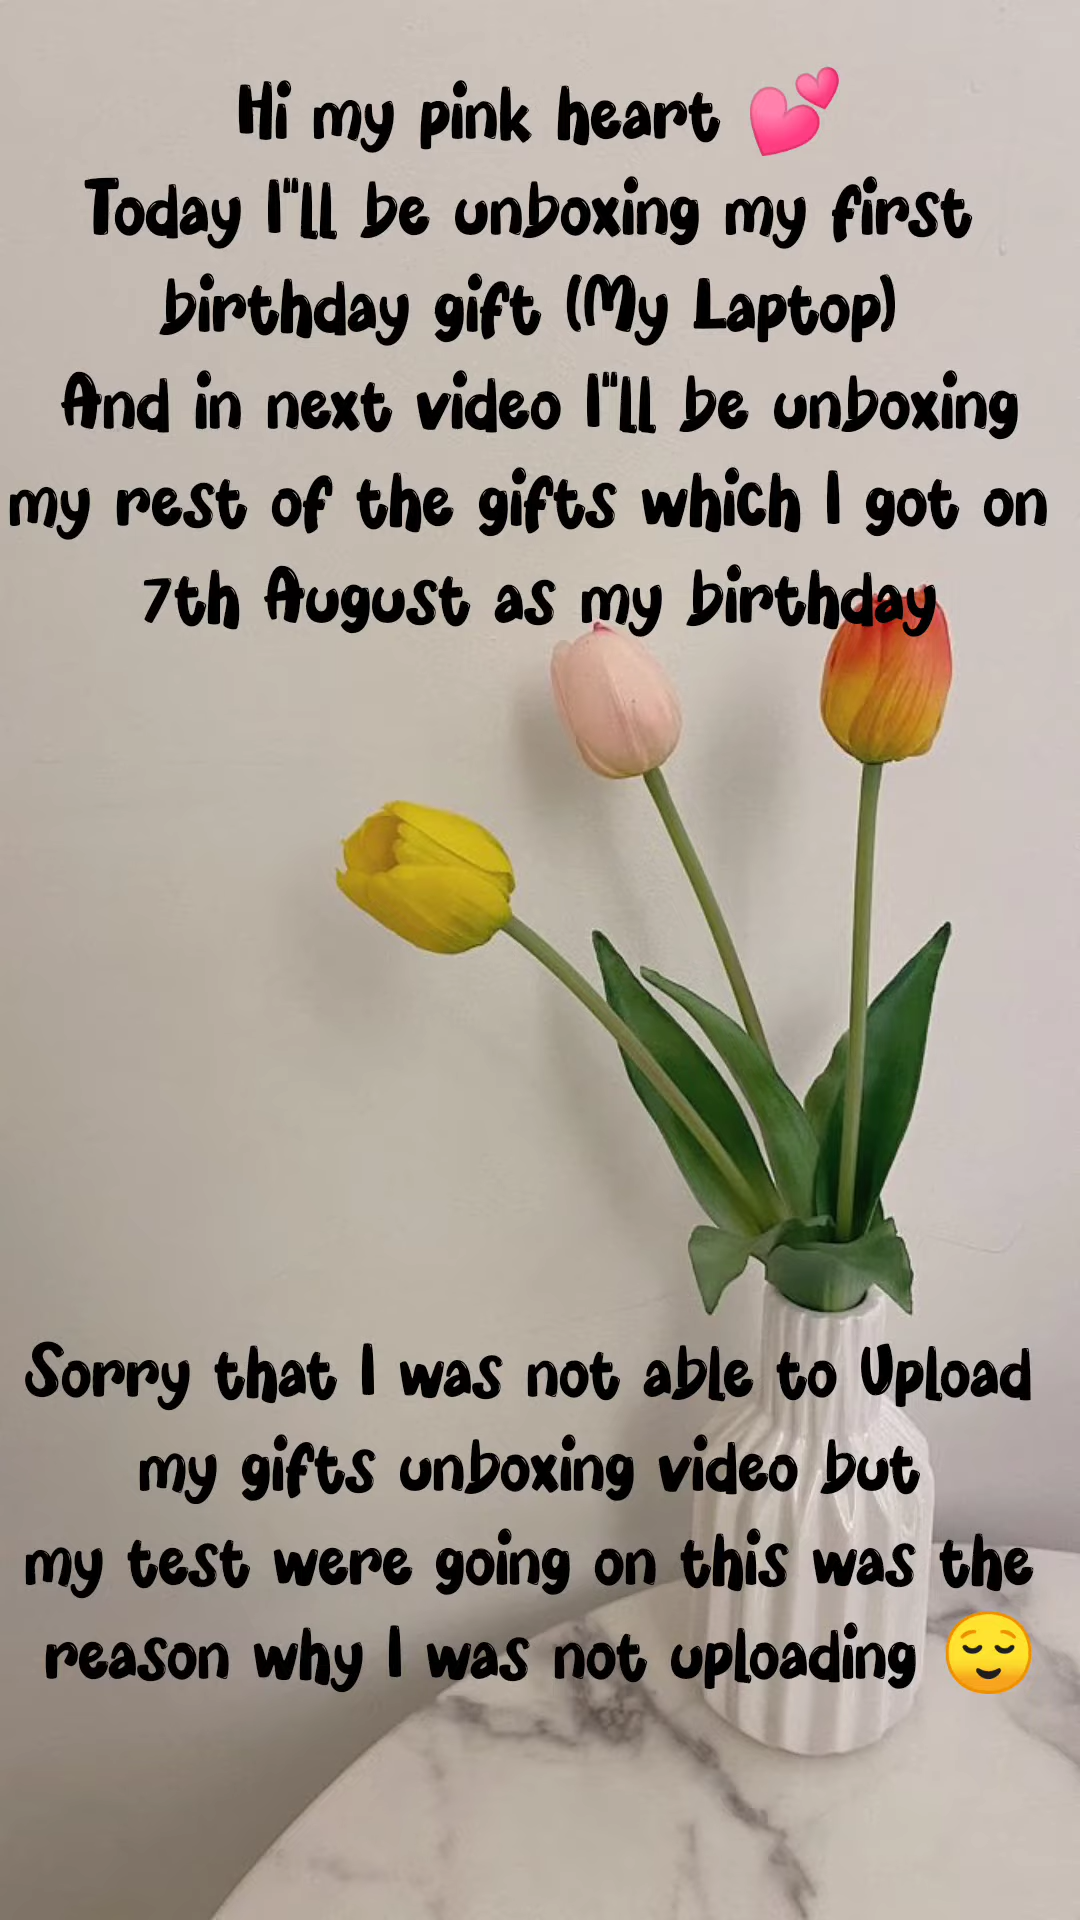 Hi my pink heart 💕
Today I"ll be unboxing my first
birthday gift (My Laptop)
And in next video I"ll be unboxing
my rest of the gifts which I got on
7th August as my birthday
Sorry that I was not able to Upload
my gifts unboxing video but
my test were going on this was the
reason why I was not uploading 😌